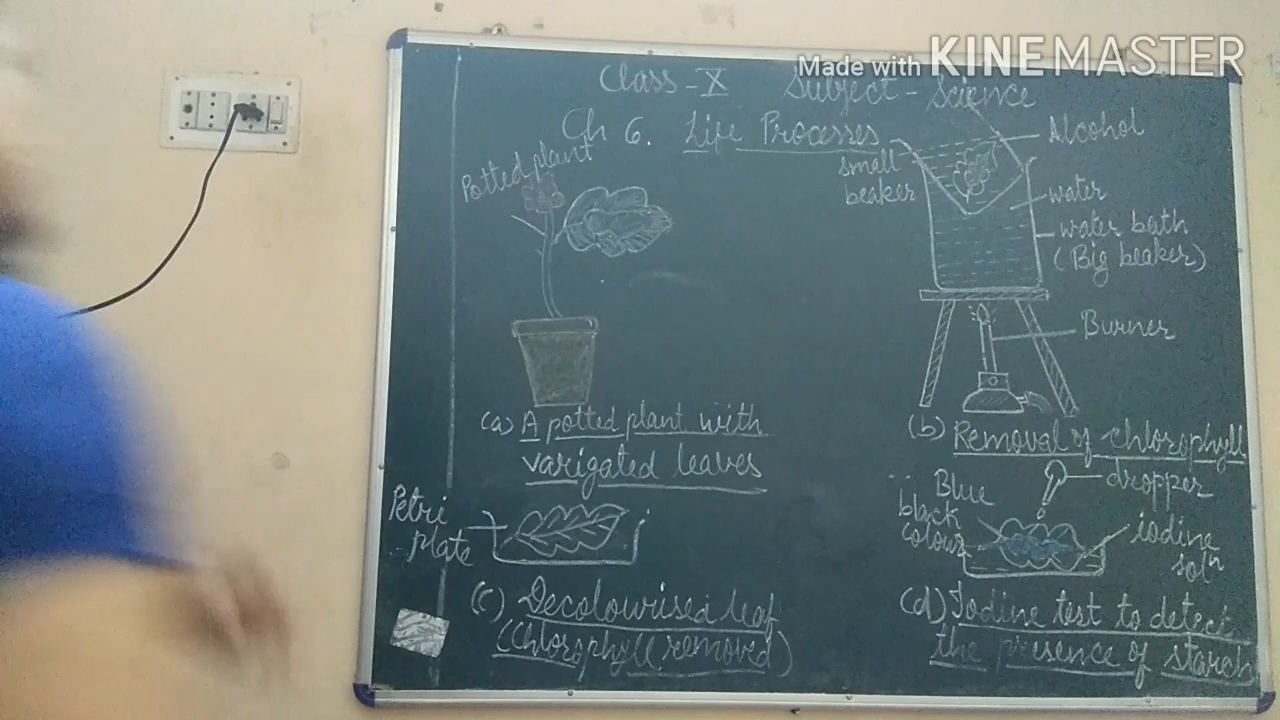 Made with KINEMASTER
Class - X Subject - Science
Ch 6. Life Processes
Potted plant
(a) A potted plant with
varigated leaves
small
beaker
Alcohol
water
water bath
(Big beaker)
Burner
(b) Removal of chlorophyll
Petri
plate
(c) Decolourised leaf
(Chlorophyll removed)
Blue
black
colour
dropper
iodine
solⁿ
(d) Iodine test to detect
the presence of starch